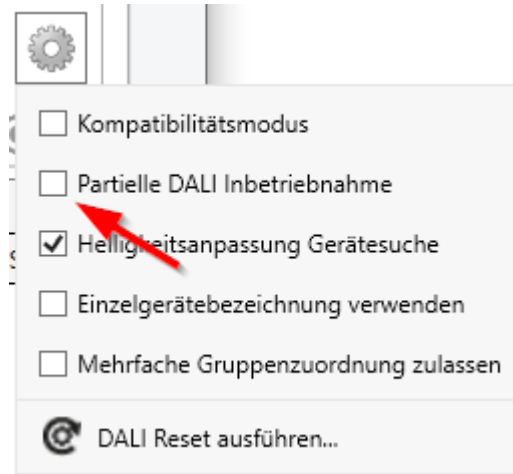 Kompatibilitätsmodus
Partielle DALI Inbetriebnahme
Helligkeitsanpassung Gerätesuche
Einzelgerätebezeichnung verwenden
Mehrfache Gruppenzuordnung zulassen
DALI Reset ausführen...